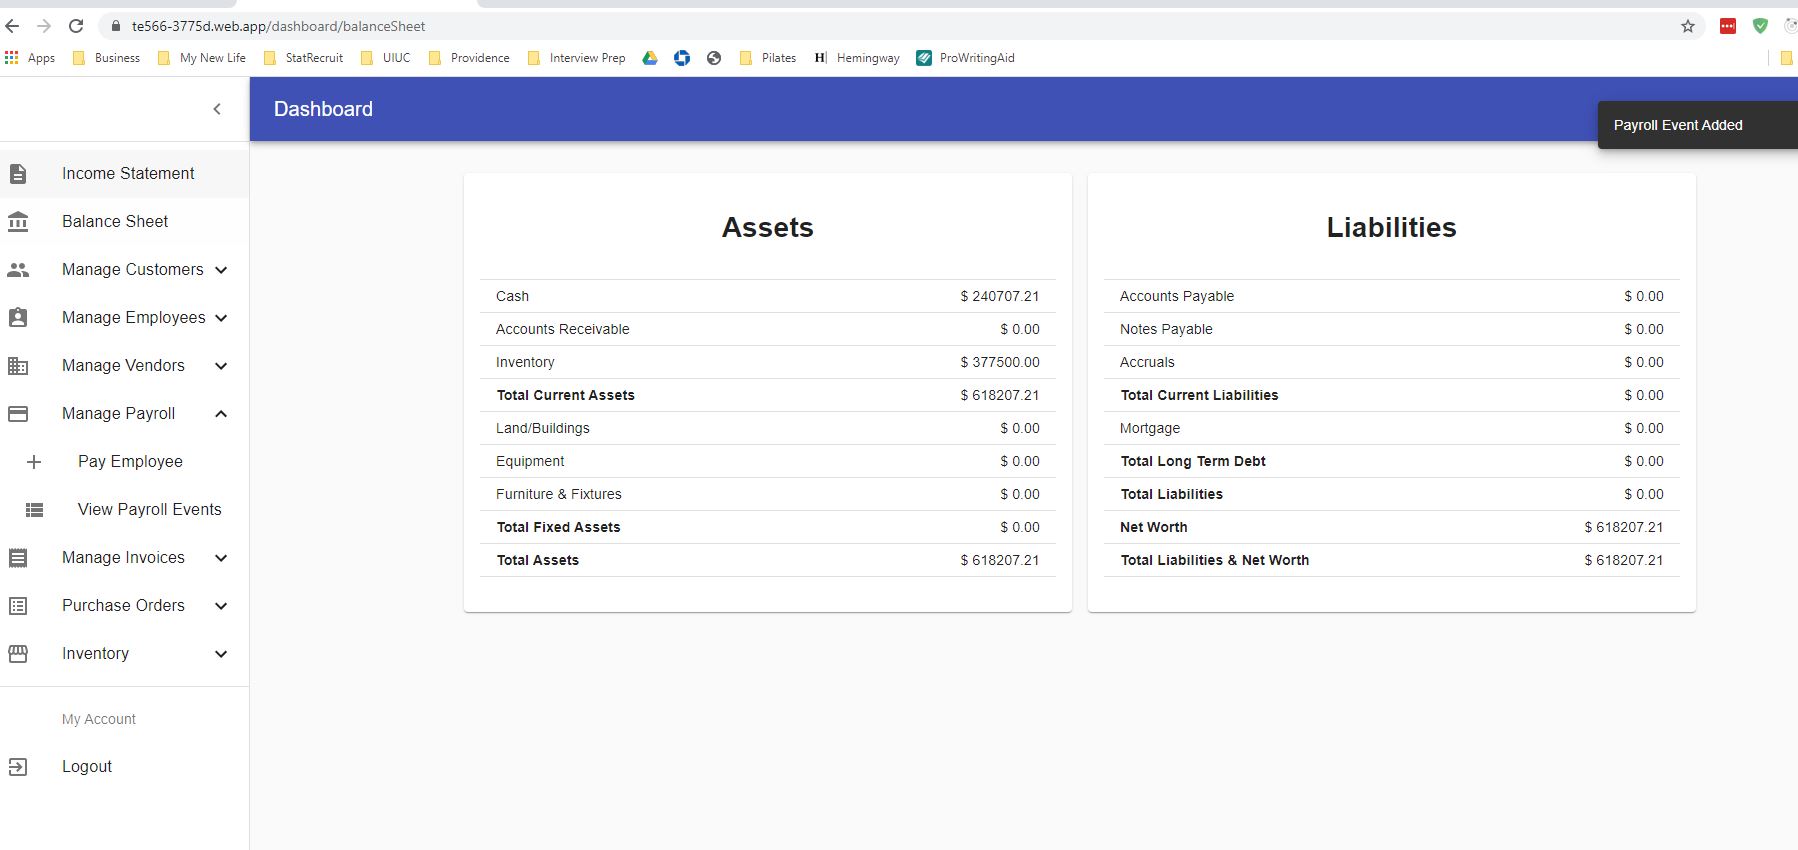 te566-3775d.web.app/dashboard/balanceSheet
Apps Business My New Life StatRecruit UIUC Providence Interview Prep Pilates H Hemingway ProWritingAid
Dashboard
Payroll Event Added
Income Statement
Balance Sheet
Manage Customers
Manage Employees
Manage Vendors
Manage Payroll
Pay Employee
View Payroll Events
Manage Invoices
Purchase Orders
Inventory
My Account
Logout
Assets
Cash $ 240707.21
Accounts Receivable $ 0.00
Inventory $ 377500.00
Total Current Assets $ 618207.21
Land/Buildings $ 0.00
Equipment $ 0.00
Furniture & Fixtures $ 0.00
Total Fixed Assets $ 0.00
Total Assets $ 618207.21
Liabilities
Accounts Payable $ 0.00
Notes Payable $ 0.00
Accruals $ 0.00
Total Current Liabilities $ 0.00
Mortgage $ 0.00
Total Long Term Debt $ 0.00
Total Liabilities $ 0.00
Net Worth $ 618207.21
Total Liabilities & Net Worth $ 618207.21